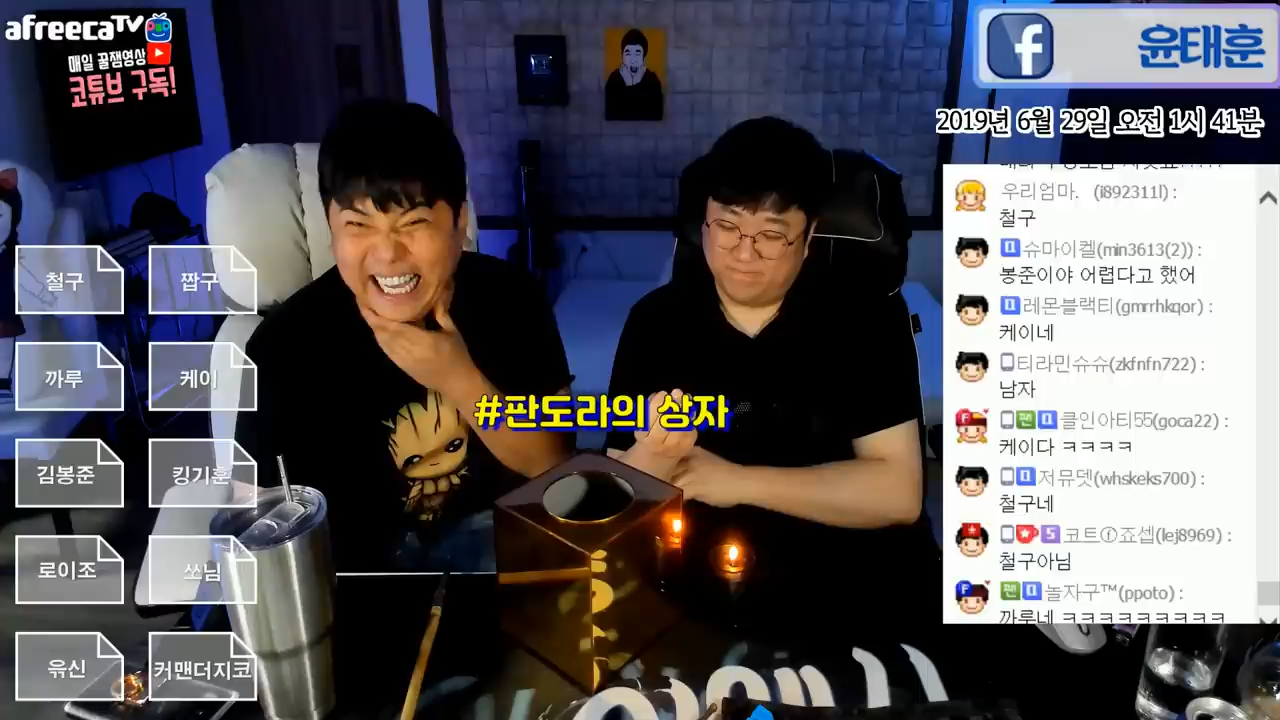 afreecaTV
매일 꿀잼영상
코튜브 구독!
윤태훈
2019년 6월 29일 오전 1시 41분
우리엄마. (i892311l) :
철구
슈마이켈(min3613(2)) :
봉준이야 어렵다고 했어
레몬블랙티(gmrrhkqor) :
케이네
티라민슈슈(zkfnfn722) :
남자
클인아티55(goca22) :
케이다 ㅋㅋㅋㅋ
저뮤뎃(whskeks700) :
철구네
코트ⓕ죠셉(lej8969) :
철구아님
놀자구™(ppoto) :
까루네 ㅋㅋㅋㅋㅋㅋㅋㅋㅋ
철구 짭구
까루 케이
김봉준 킹기훈
로이조 쏘님
유신 커맨더지코
#판도라의 상자